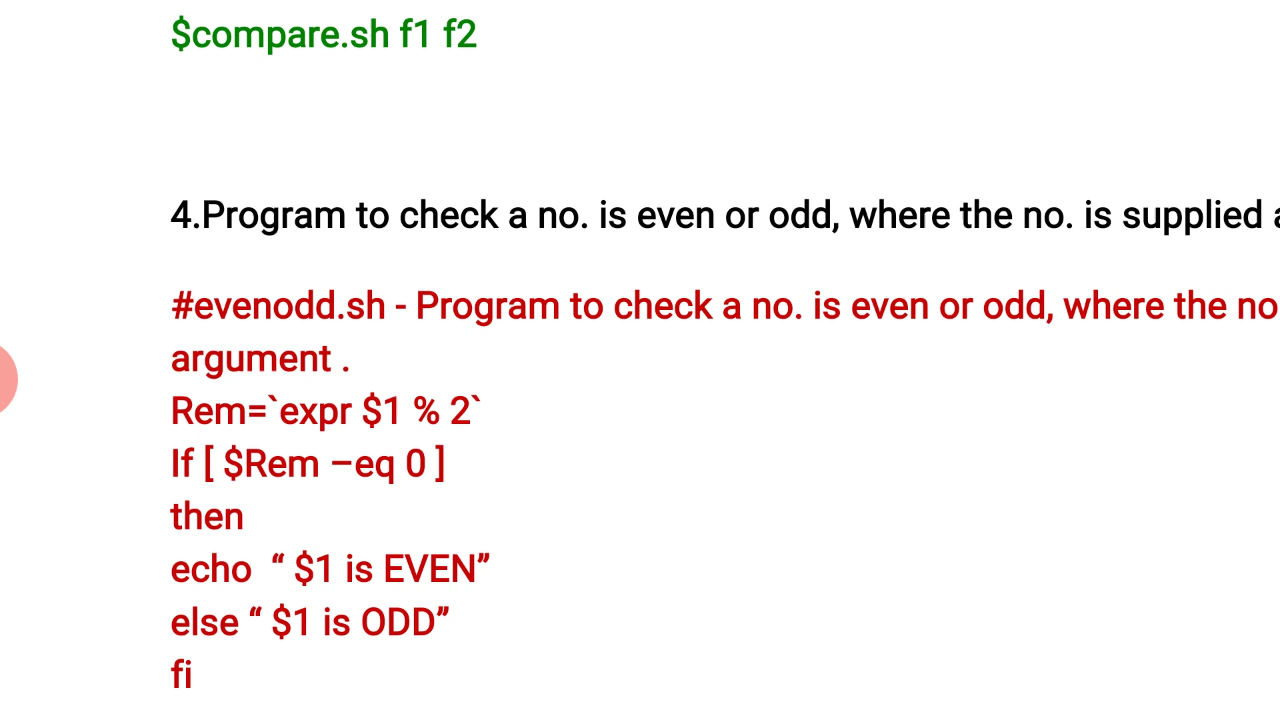 $compare.sh f1 f2
4.Program to check a no. is even or odd, where the no. is supplied
#evenodd.sh - Program to check a no. is even or odd, where the no
argument .
Rem=`expr $1 % 2`
If [ $Rem –eq 0 ]
then
echo  “ $1 is EVEN”
else “ $1 is ODD”
fi